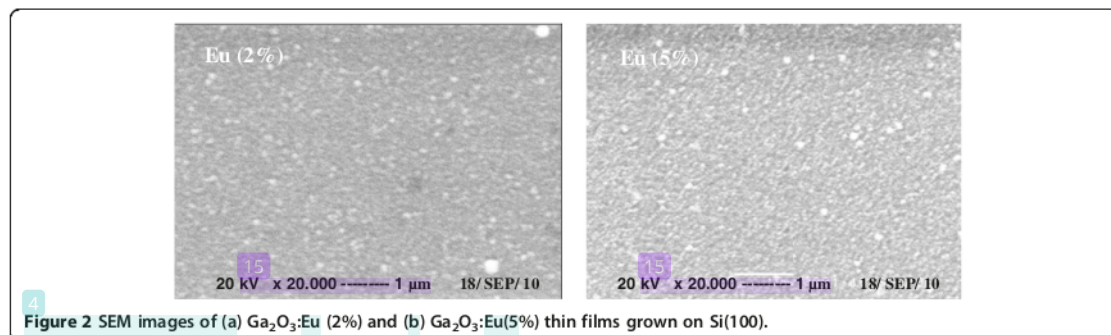 Eu (2%)
Eu (5%)
15
20 kV x 20.000 --------- 1 µm 18/ SEP/ 10
15
20 kV x 20.000 --------- 1 µm 18/ SEP/ 10
4
Figure 2 SEM images of (a) Ga₂O₃:Eu (2%) and (b) Ga₂O₃:Eu(5%) thin films grown on Si(100).